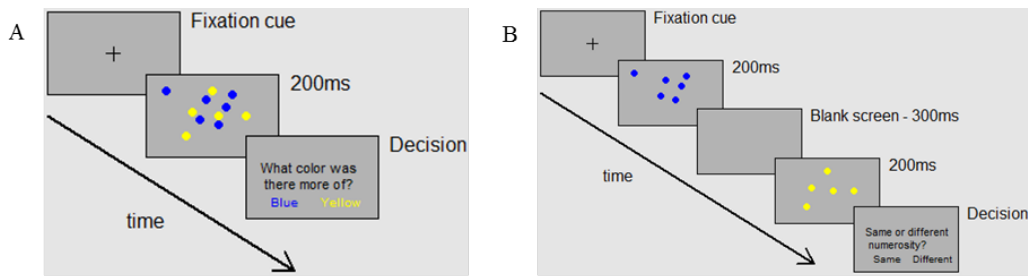 A
Fixation cue
200ms
Decision
What color was
there more of?
Blue Yellow
time
B
Fixation cue
200ms
Blank screen - 300ms
200ms
Decision
Same or different
numerosity?
Same Different
time